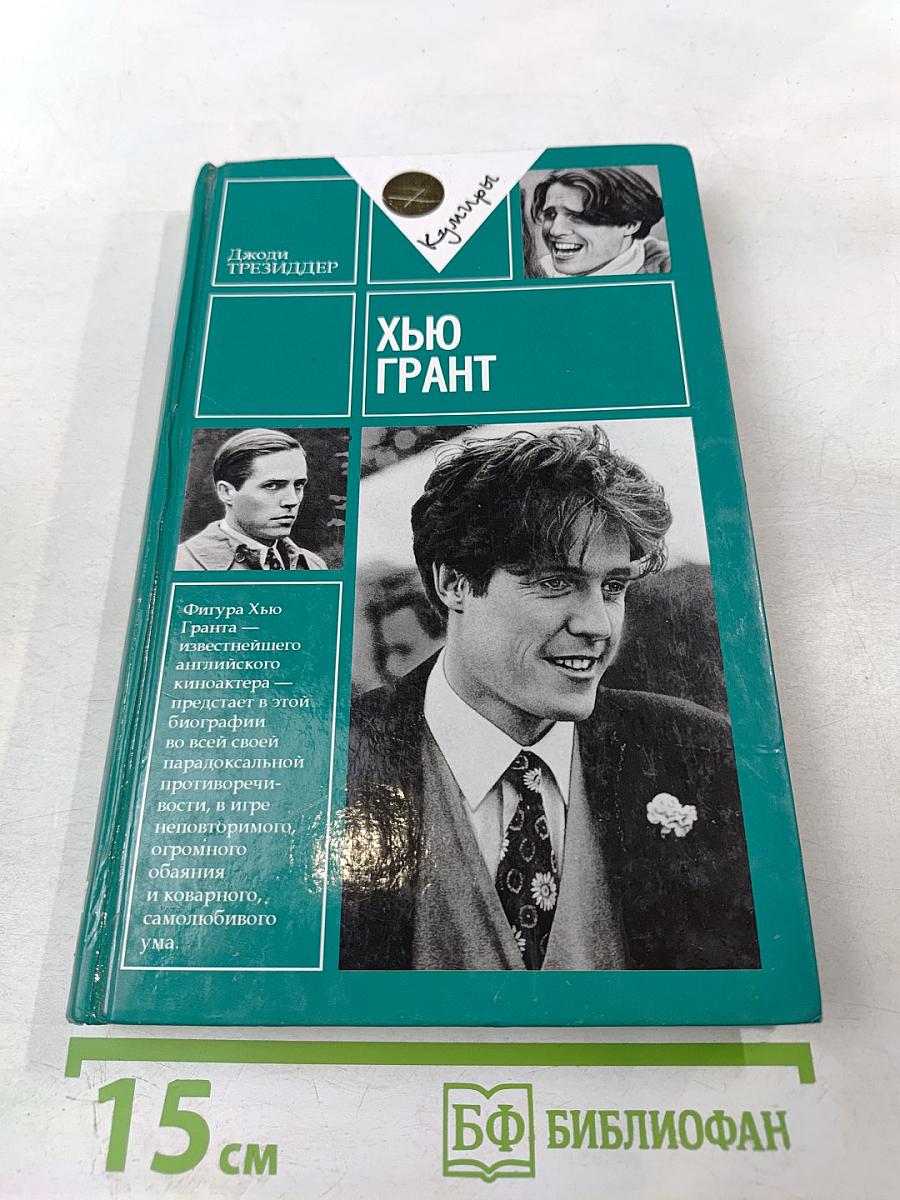 Кумиры
Джоди
ТРЕЗИДДЕР
ХЬЮ
ГРАНТ
Фигура Хью
Гранта —
известнейшего
английского
киноактера —
предстает в этой
биографии
во всей своей
парадоксальной
противоречи-
вости, в игре
неповторимого,
огромного
обаяния
и коварного,
самолюбивого
ума.
15 см
БФ БИБЛИОФАН